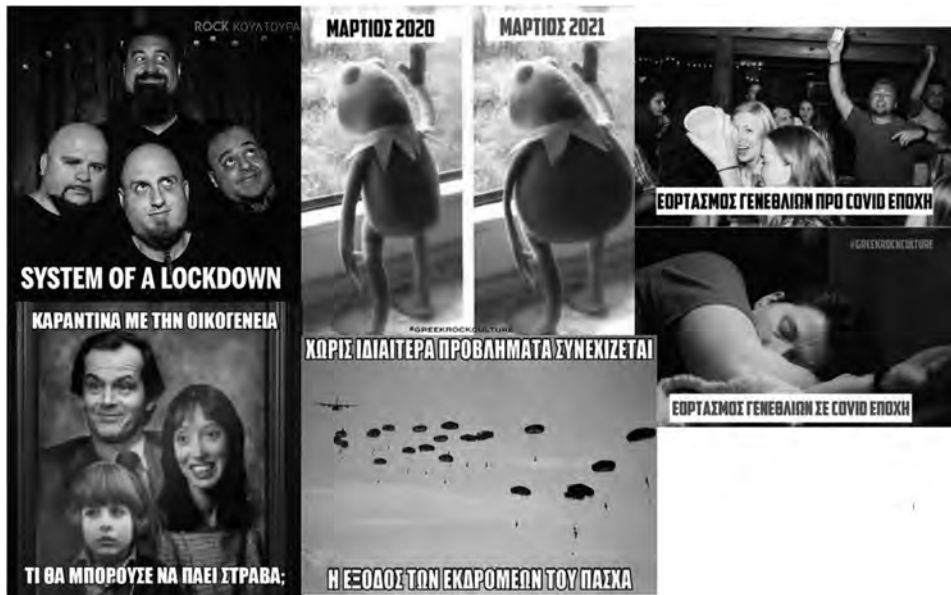 ROCK ΚΟΥΛΤΟΥΡΑ
SYSTEM OF A LOCKDOWN
ΜΑΡΤΙΟΣ 2020
ΜΑΡΤΙΟΣ 2021
#GREEKROCKCULTURE
ΕΟΡΤΑΣΜΟΣ ΓΕΝΕΘΛΙΩΝ ΠΡΟ COVID ΕΠΟΧΗ
#GREEKROCKCULTURE
ΕΟΡΤΑΣΜΟΣ ΓΕΝΕΘΛΙΩΝ ΣΕ COVID ΕΠΟΧΗ
ΚΑΡΑΝΤΙΝΑ ΜΕ ΤΗΝ ΟΙΚΟΓΕΝΕΙΑ
ΤΙ ΘΑ ΜΠΟΡΟΥΣΕ ΝΑ ΠΑΕΙ ΣΤΡΑΒΑ;
ΧΩΡΙΣ ΙΔΙΑΙΤΕΡΑ ΠΡΟΒΛΗΜΑΤΑ ΣΥΝΕΧΙΖΕΤΑΙ
Η ΕΞΟΔΟΣ ΤΩΝ ΕΚΔΡΟΜΕΩΝ ΤΟΥ ΠΑΣΧΑ